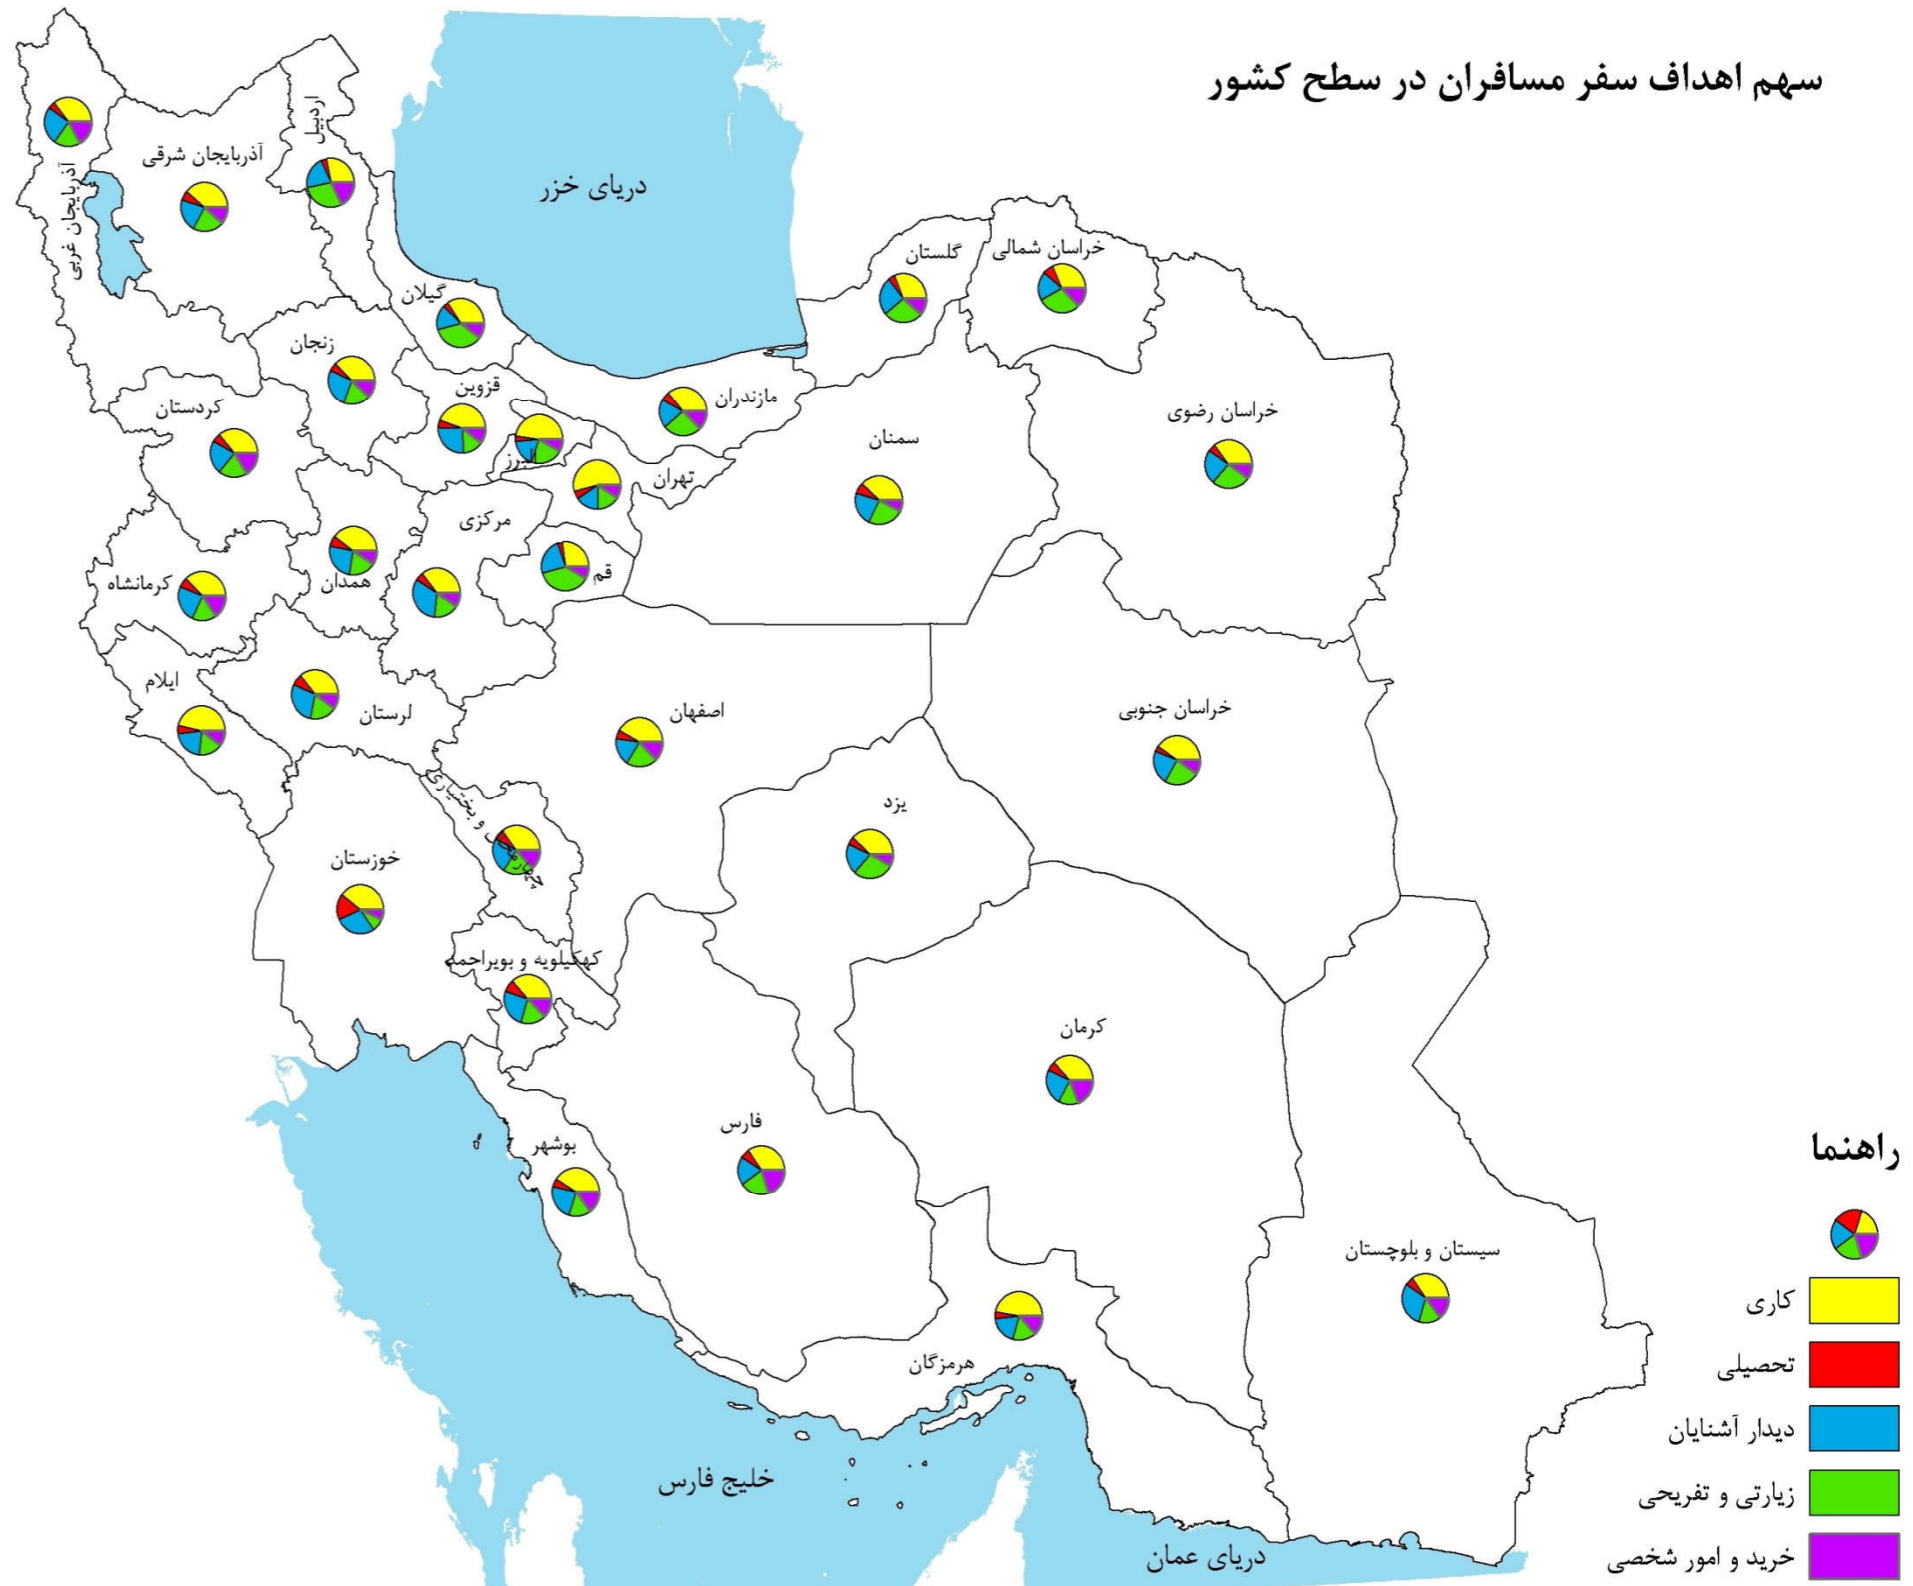 سهم اهداف سفر مسافران در سطح کشور
اردبیل
آذربایجان شرقی
آذربایجان غربی
دریای خزر
گلستان
خراسان شمالی
گیلان
زنجان
قزوین
مازندران
کردستان
خراسان رضوی
سمنان
البرز
تهران
مرکزی
قم
همدان
کرمانشاه
ایلام
لرستان
اصفهان
خراسان جنوبی
چهارمحال و بختیاری
یزد
خوزستان
کهکیلویه و بویراحمد
کرمان
فارس
بوشهر
سیستان و بلوچستان
هرمزگان
خلیج فارس
دریای عمان
راهنما
کاری
تحصیلی
دیدار آشنایان
زیارتی و تفریحی
خرید و امور شخصی